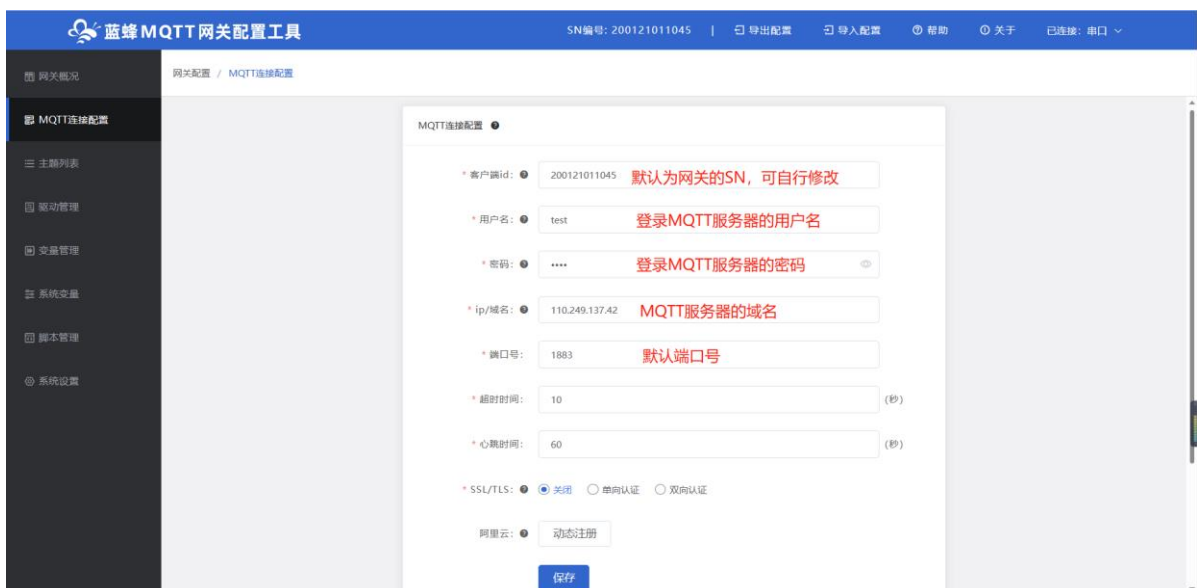 蓝蜂MQTT网关配置工具 SN编号: 200121011045 | 导出配置 导入配置 帮助 关于 已连接: 串口
网关概况
网关配置 / MQTT连接配置
MQTT连接配置
MQTT连接配置
主题列表
* 客户端id: 200121011045 默认为网关的SN，可自行修改
驱动管理
* 用户名: test 登录MQTT服务器的用户名
变量管理
* 密码: •••• 登录MQTT服务器的密码
系统变量
* ip/域名: 110.249.137.42 MQTT服务器的域名
脚本管理
* 端口号: 1883 默认端口号
系统设置
* 超时时间: 10 (秒)
* 心跳时间: 60 (秒)
* SSL/TLS: 关闭 单向认证 双向认证
阿里云: 动态注册
保存